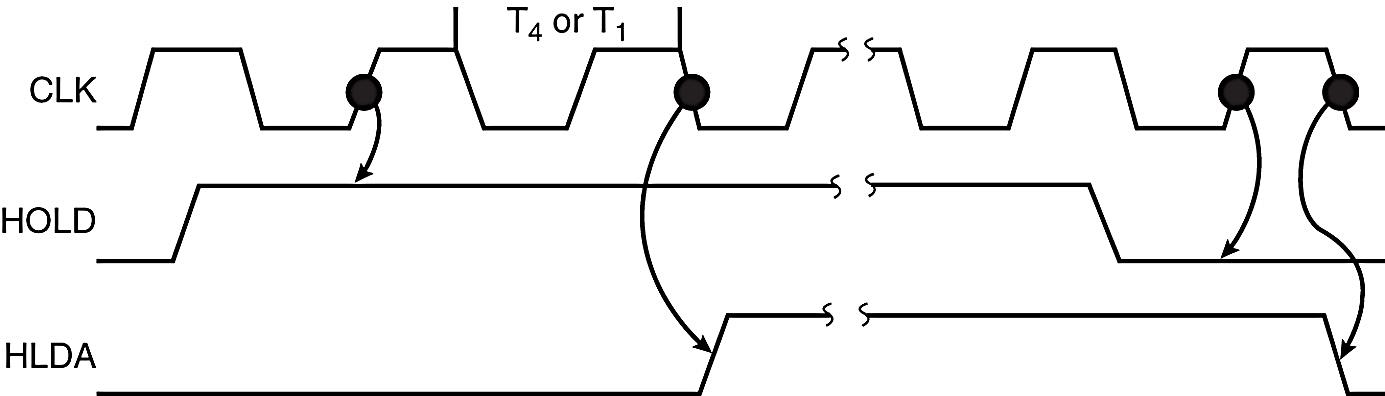 T4 or T1
CLK
HOLD
HLDA